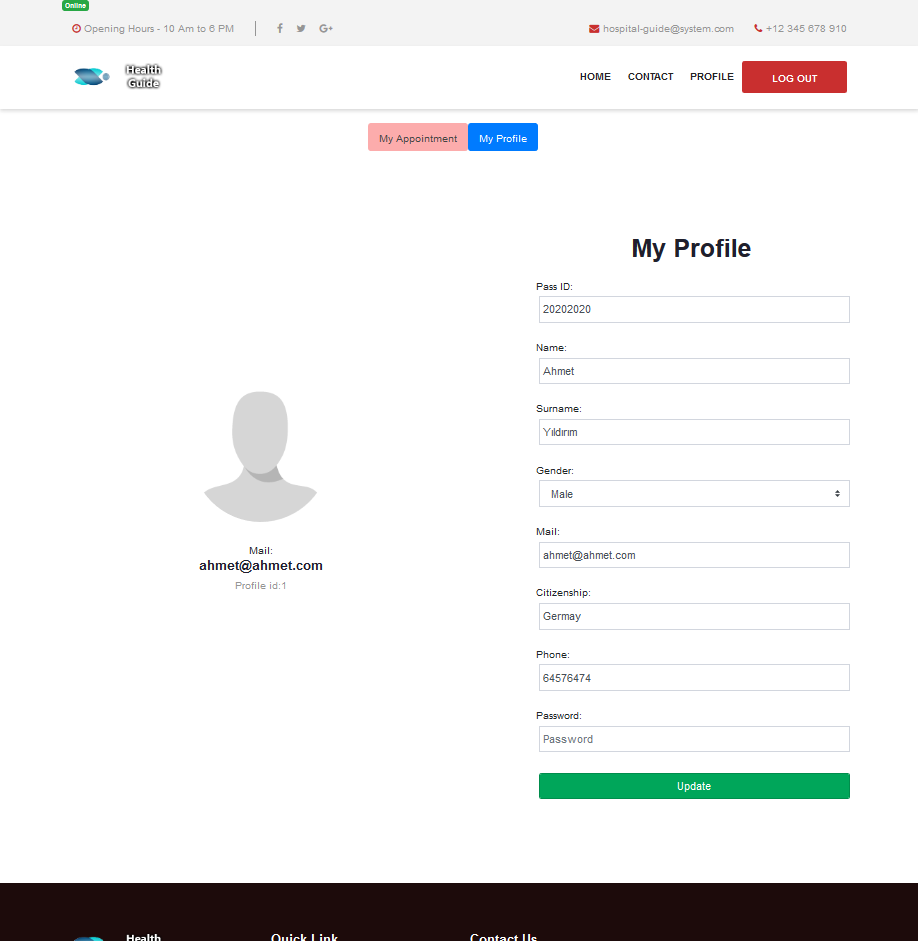 Online
Opening Hours - 10 Am to 6 PM
hospital-guide@system.com
+12 345 678 910
Health
Guide
HOME
CONTACT
PROFILE
LOG OUT
My Appointment
My Profile
My Profile
Pass ID:
20202020
Name:
Ahmet
Surname:
Yıldırım
Gender:
Male
Mail:
ahmet@ahmet.com
Profile id:1
Mail:
ahmet@ahmet.com
Citizenship:
Germay
Phone:
64576474
Password:
Password
Update
Health
Quick Link
Contact Us